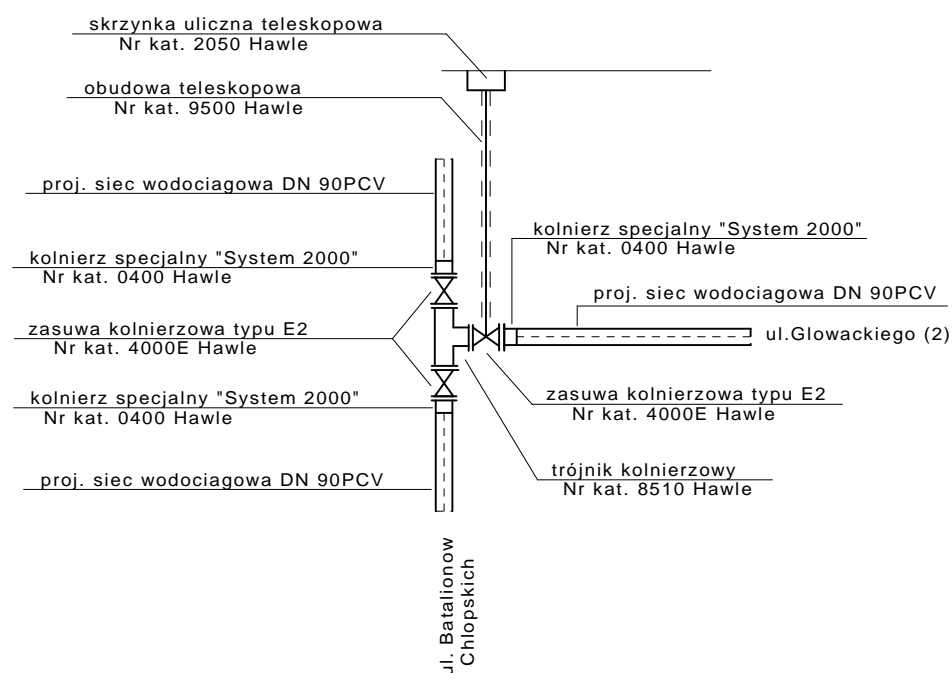 skrzynka uliczna teleskopowa
Nr kat. 2050 Hawle
obudowa teleskopowa
Nr kat. 9500 Hawle
proj. siec wodociagowa DN 90PCV
kolnierz specjalny "System 2000"
Nr kat. 0400 Hawle
zasuwa kolnierzowa typu E2
Nr kat. 4000E Hawle
kolnierz specjalny "System 2000"
Nr kat. 0400 Hawle
proj. siec wodociagowa DN 90PCV
kolnierz specjalny "System 2000"
Nr kat. 0400 Hawle
proj. siec wodociagowa DN 90PCV
ul.Glowackiego (2)
zasuwa kolnierzowa typu E2
Nr kat. 4000E Hawle
trójnik kolnierzowy
Nr kat. 8510 Hawle
ul. Batalionow
Chlopskich